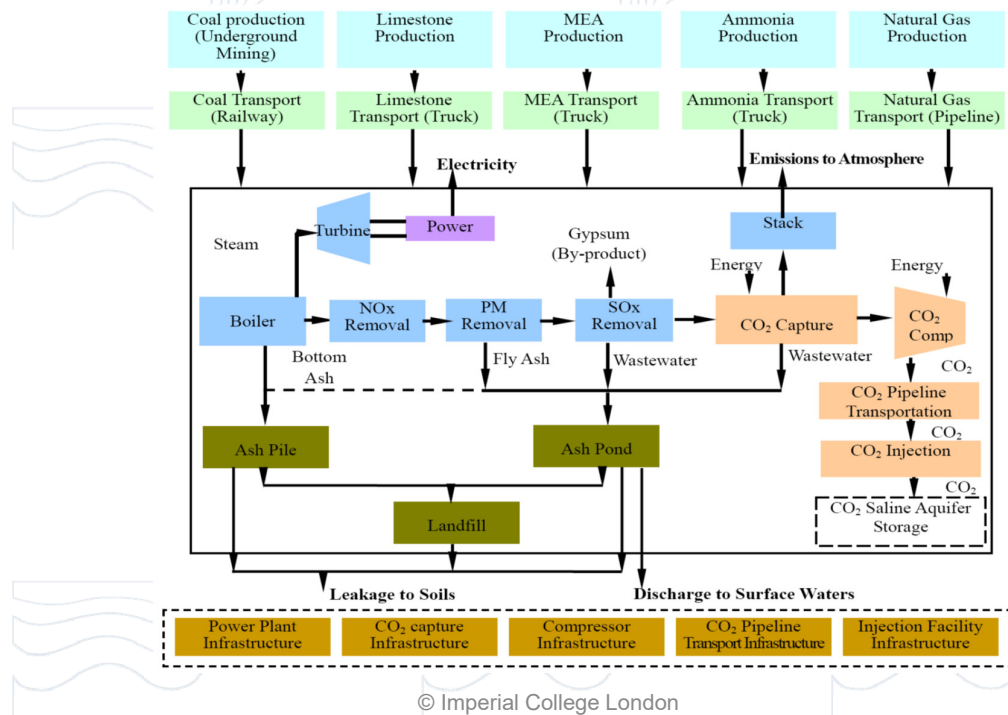 Coal production
(Underground
Mining)
Limestone
Production
MEA
Production
Ammonia
Production
Natural Gas
Production
Coal Transport
(Railway)
Limestone
Transport (Truck)
MEA Transport
(Truck)
Ammonia Transport
(Truck)
Natural Gas
Transport (Pipeline)
Electricity
Emissions to Atmosphere
Steam
Turbine
Power
Gypsum
(By-product)
Stack
Energy
Energy
Boiler
NOx
Removal
PM
Removal
SOx
Removal
CO₂ Capture
CO₂
Comp
Bottom
Ash
Fly Ash
Wastewater
Wastewater
CO₂
CO₂ Pipeline
Transportation
CO₂
CO₂ Injection
CO₂
CO₂ Saline Aquifer
Storage
Ash Pile
Ash Pond
Landfill
Leakage to Soils
Discharge to Surface Waters
Power Plant
Infrastructure
CO₂ capture
Infrastructure
Compressor
Infrastructure
CO₂ Pipeline
Transport Infrastructure
Injection Facility
Infrastructure
© Imperial College London